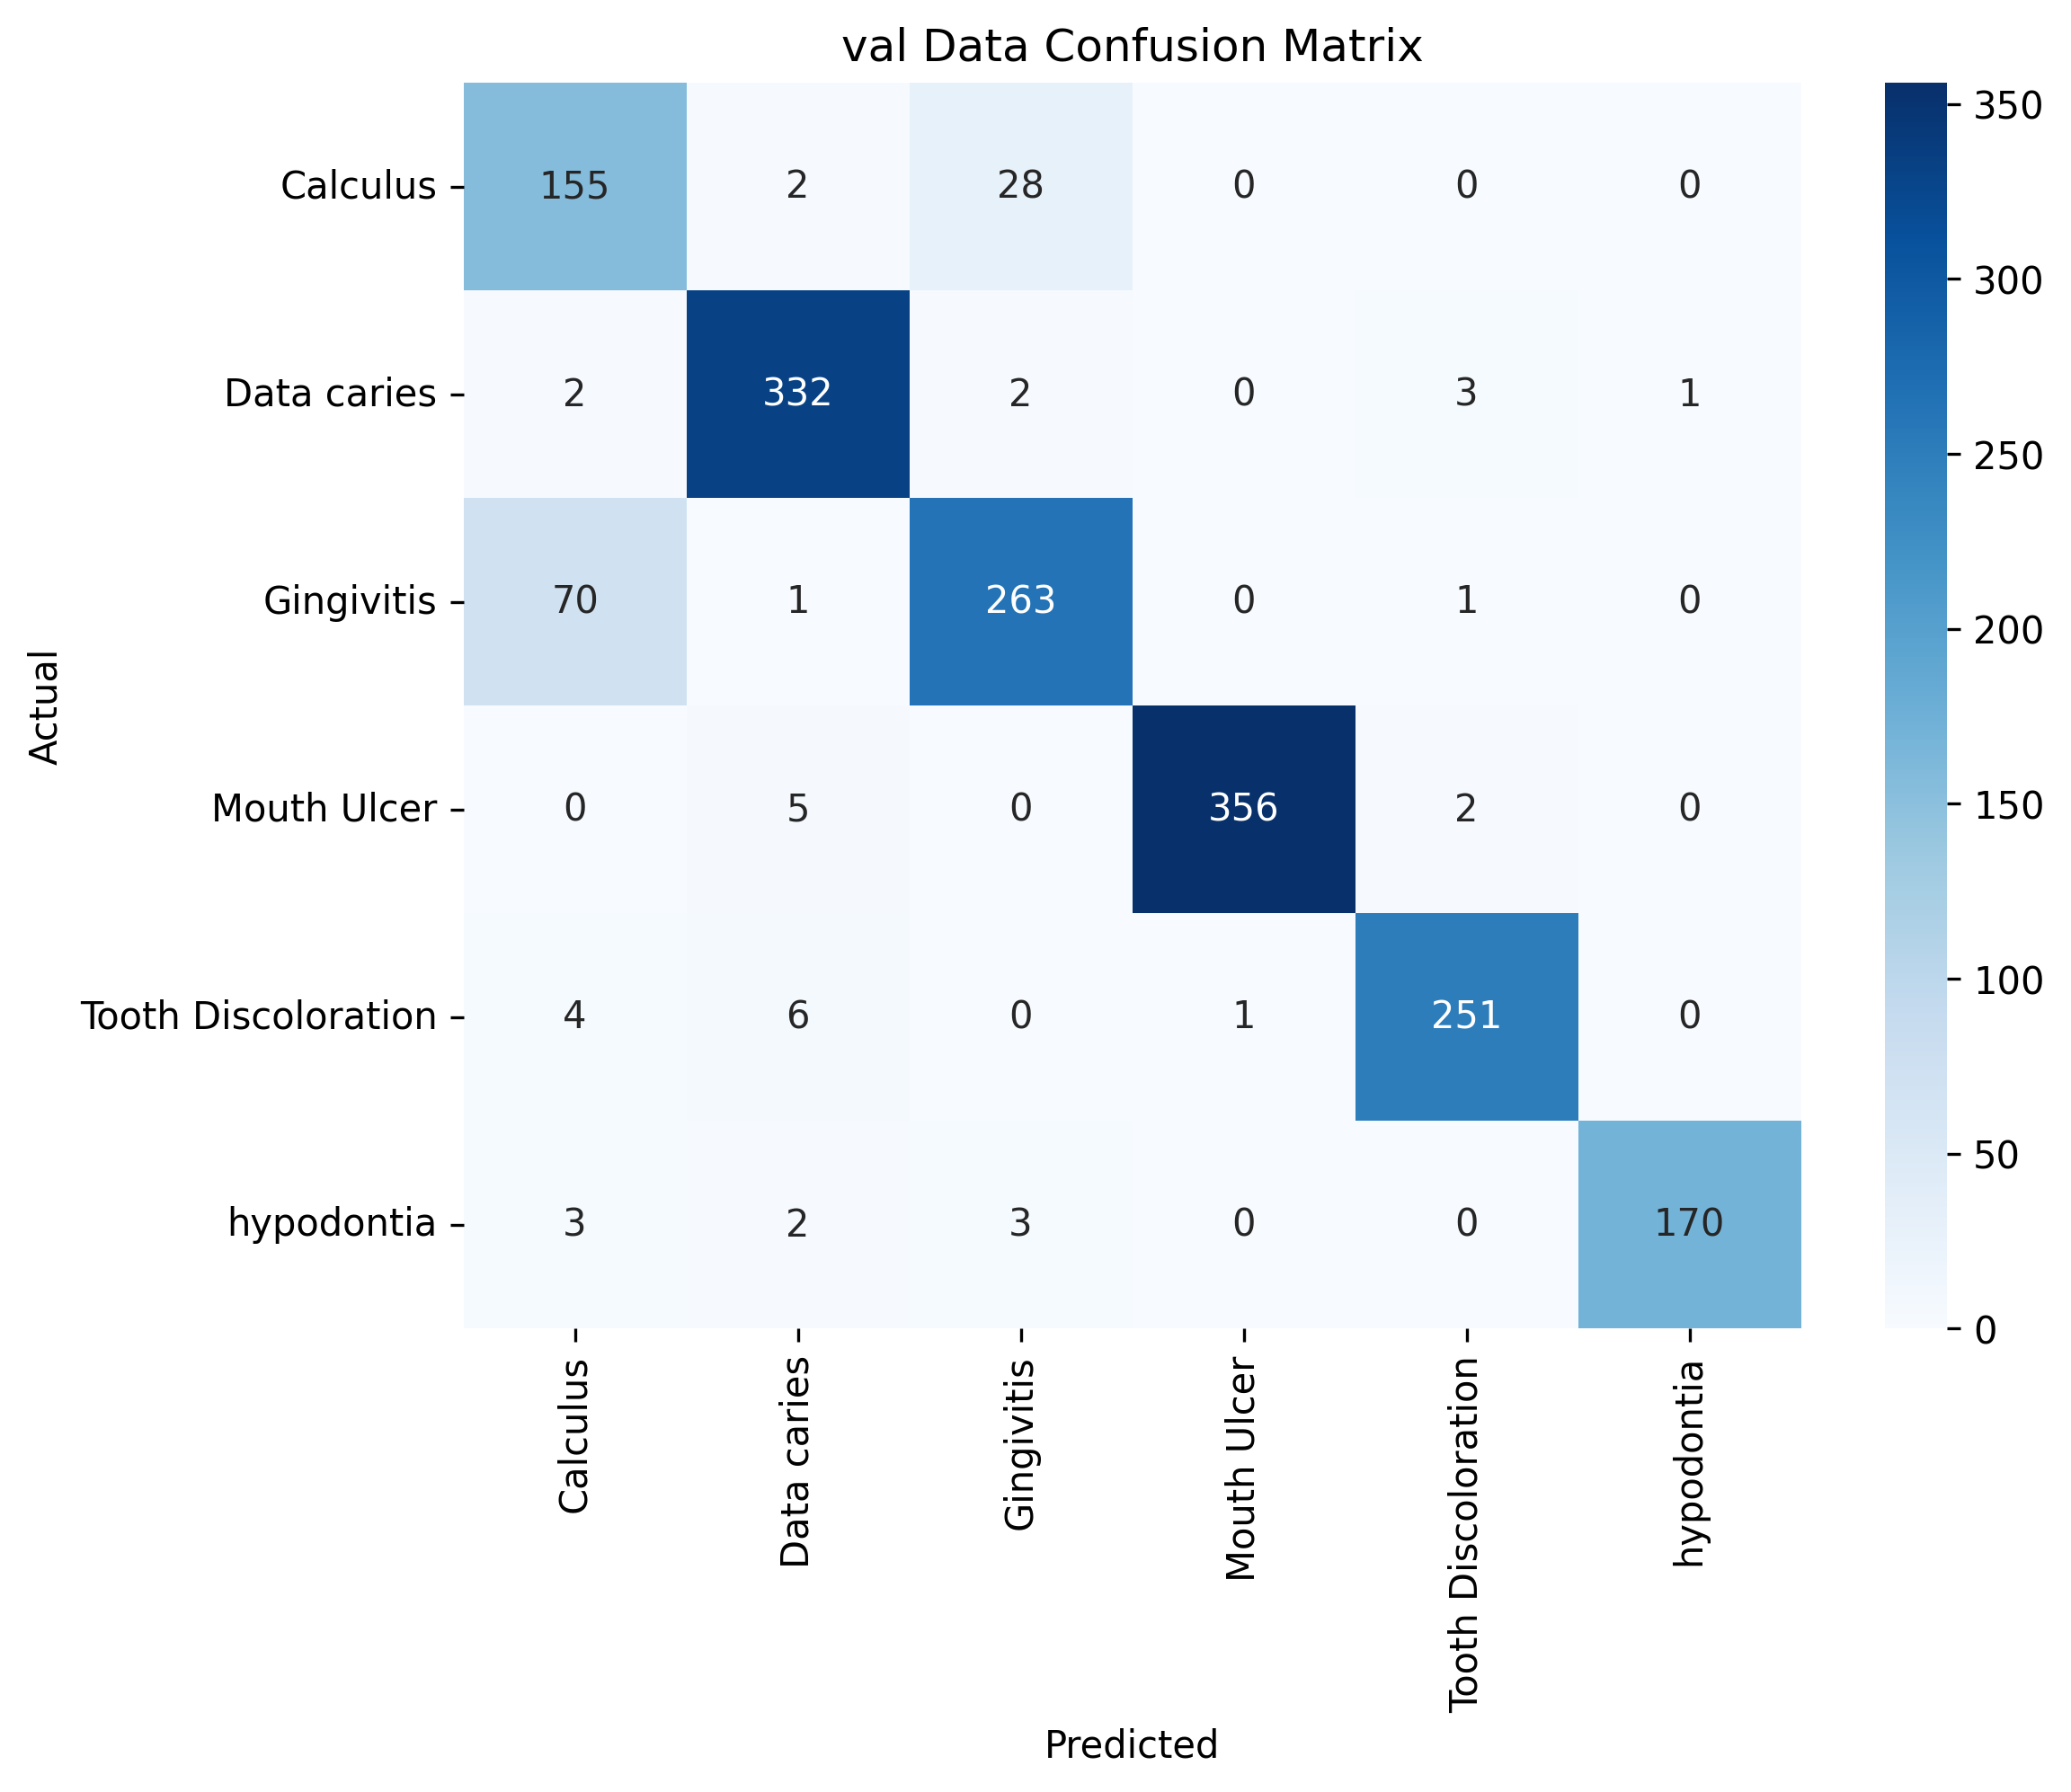 val Data Confusion Matrix
Calculus 155 2 28 0 0 0
Data caries 2 332 2 0 3 1
Gingivitis 70 1 263 0 1 0
Mouth Ulcer 0 5 0 356 2 0
Tooth Discoloration 4 6 0 1 251 0
hypodontia 3 2 3 0 0 170
Actual
Calculus
Data caries
Gingivitis
Mouth Ulcer
Tooth Discoloration
hypodontia
Predicted
350
300
250
200
150
100
50
0